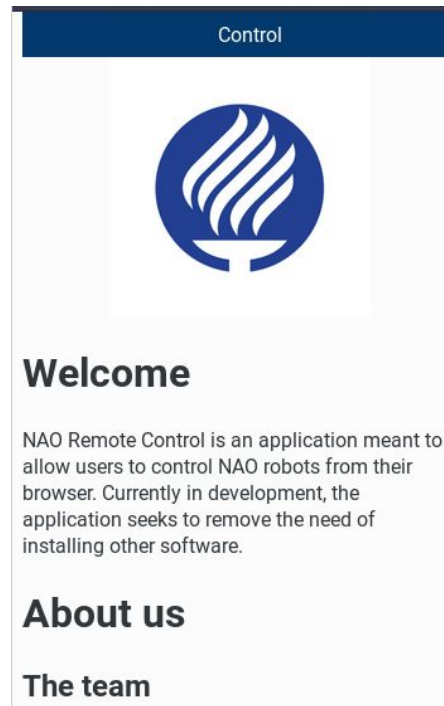 Control
Welcome
NAO Remote Control is an application meant to
allow users to control NAO robots from their
browser. Currently in development, the
application seeks to remove the need of
installing other software.
About us
The team